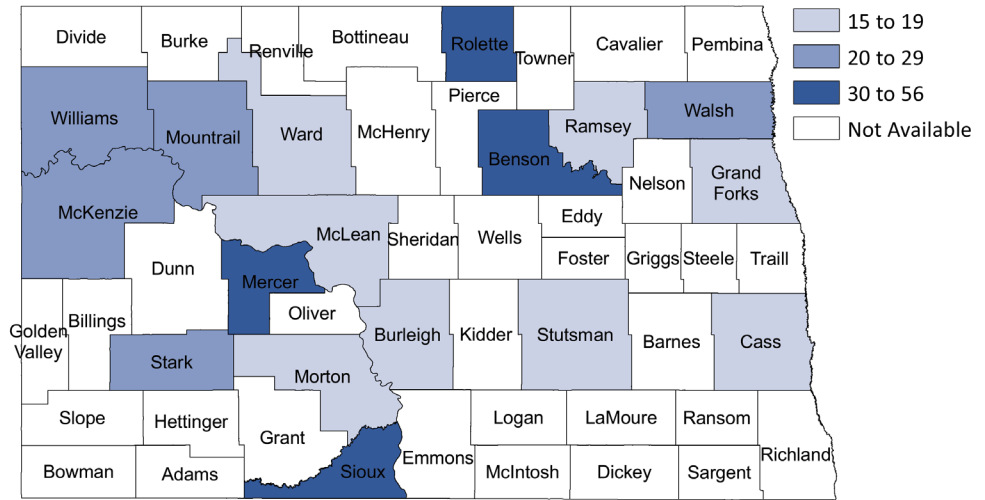 Divide
Burke
Renville
Bottineau
Rolette
Towner
Cavalier
Pembina
15 to 19
20 to 29
30 to 56
Not Available
Williams
Mountrail
Ward
McHenry
Pierce
Benson
Ramsey
Walsh
McKenzie
McLean
Sheridan
Wells
Eddy
Foster
Nelson
Grand
Forks
Griggs
Steele
Traill
Dunn
Mercer
Oliver
Golden
Valley
Billings
Stark
Morton
Burleigh
Kidder
Stutsman
Barnes
Cass
Slope
Hettinger
Grant
Logan
LaMoure
Ransom
Richland
Bowman
Adams
Sioux
Emmons
McIntosh
Dickey
Sargent